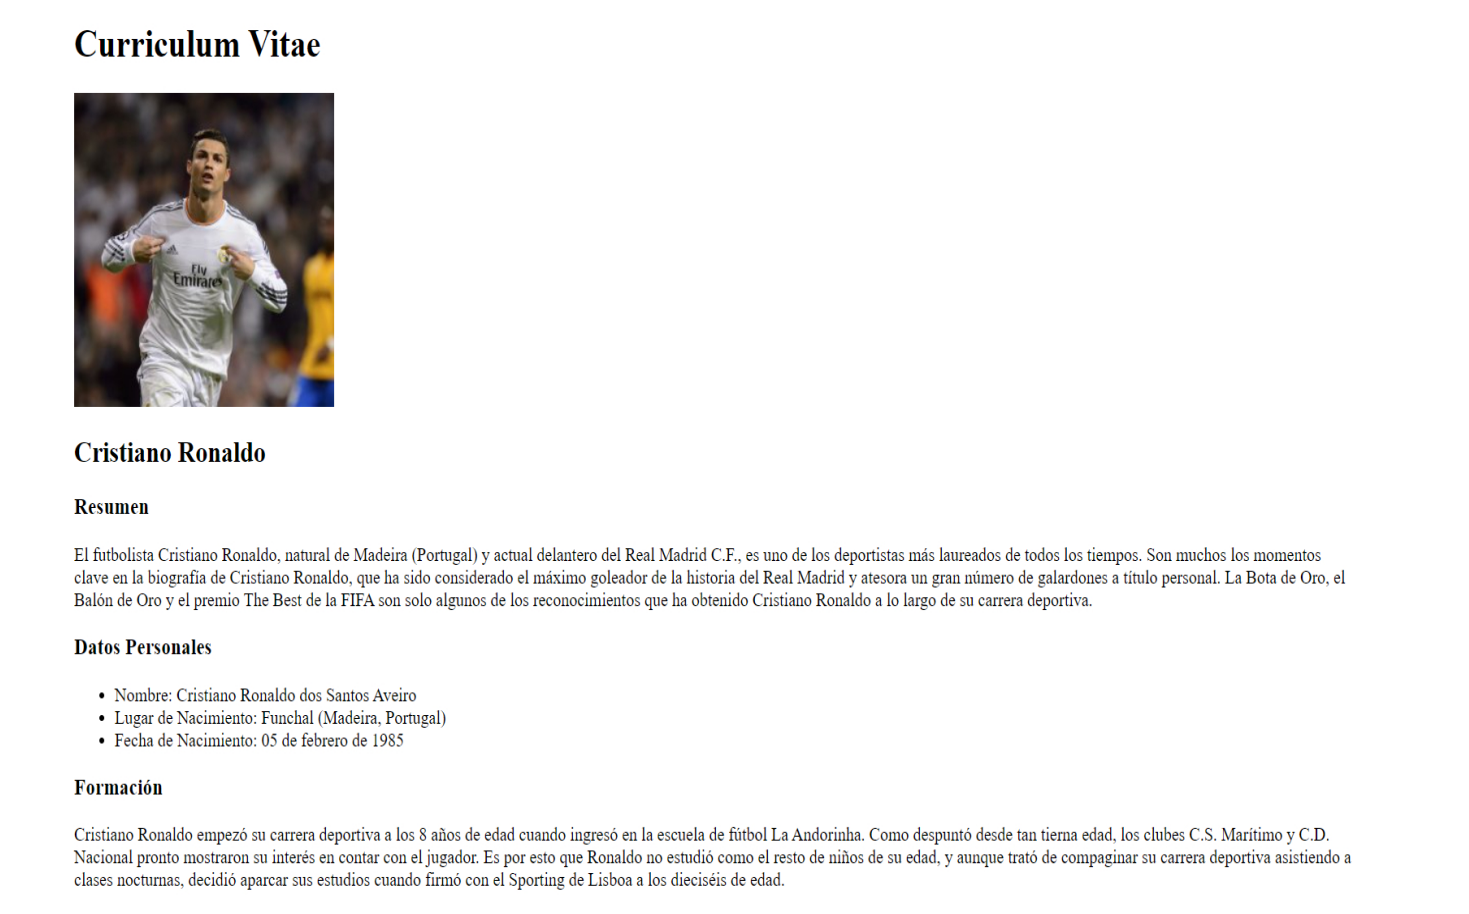 Curriculum Vitae
Fly
Emirates
Cristiano Ronaldo
Resumen
El futbolista Cristiano Ronaldo, natural de Madeira (Portugal) y actual delantero del Real Madrid C.F., es uno de los deportistas más laureados de todos los tiempos. Son muchos los momentos
clave en la biografía de Cristiano Ronaldo, que ha sido considerado el máximo goleador de la historia del Real Madrid y atesora un gran número de galardones a título personal. La Bota de Oro, el
Balón de Oro y el premio The Best de la FIFA son solo algunos de los reconocimientos que ha obtenido Cristiano Ronaldo a lo largo de su carrera deportiva.
Datos Personales
• Nombre: Cristiano Ronaldo dos Santos Aveiro
• Lugar de Nacimiento: Funchal (Madeira, Portugal)
• Fecha de Nacimiento: 05 de febrero de 1985
Formación
Cristiano Ronaldo empezó su carrera deportiva a los 8 años de edad cuando ingresó en la escuela de fútbol La Andorinha. Como despuntó desde tan tierna edad, los clubes C.S. Marítimo y C.D.
Nacional pronto mostraron su interés en contar con el jugador. Es por esto que Ronaldo no estudió como el resto de niños de su edad, y aunque trató de compaginar su carrera deportiva asistiendo a
clases nocturnas, decidió aparcar sus estudios cuando firmó con el Sporting de Lisboa a los dieciséis de edad.